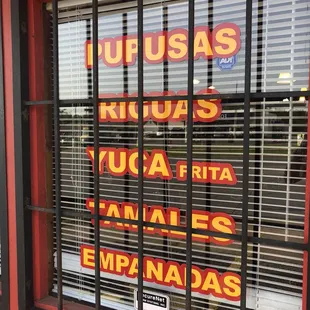 PUPUSAS
RIGUAS
YUCA FRITA
TAMALES
EMPANADAS